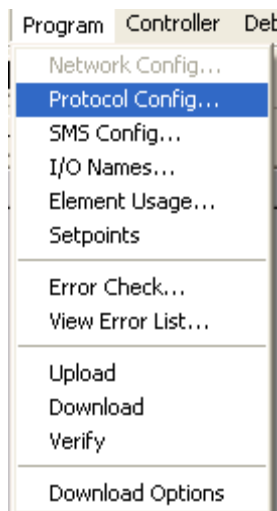 Program Controller Deb
Network Config...
Protocol Config...
SMS Config...
I/O Names...
Element Usage...
Setpoints
Error Check...
View Error List...
Upload
Download
Verify
Download Options